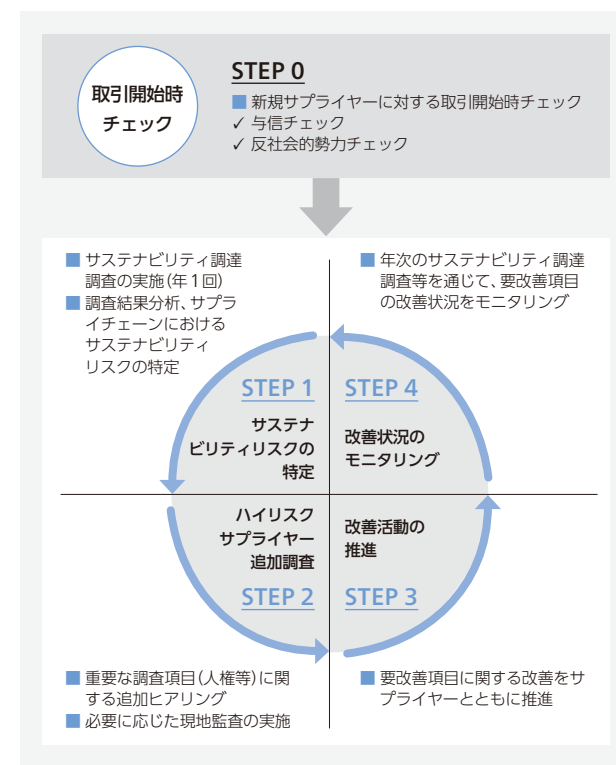 取引開始時
チェック
STEP 0
■ 新規サプライヤーに対する取引開始時チェック
✓ 与信チェック
✓ 反社会的勢力チェック
■ サステナビリティ調達
調査の実施（年1回）
■ 調査結果分析、サプラ
イチェーンにおける
サステナビリティ
リスクの特定
■ 年次のサステナビリティ調達
調査等を通じて、要改善項目
の改善状況をモニタリング
STEP 1
サステナ
ビリティリスクの
特定
STEP 4
改善状況の
モニタリング
ハイリスク
サプライヤー
追加調査
STEP 2
改善活動の
推進
STEP 3
■ 重要な調査項目（人権等）に関
する追加ヒアリング
■ 必要に応じた現地監査の実施
■ 要改善項目に関する改善をサ
プライヤーとともに推進